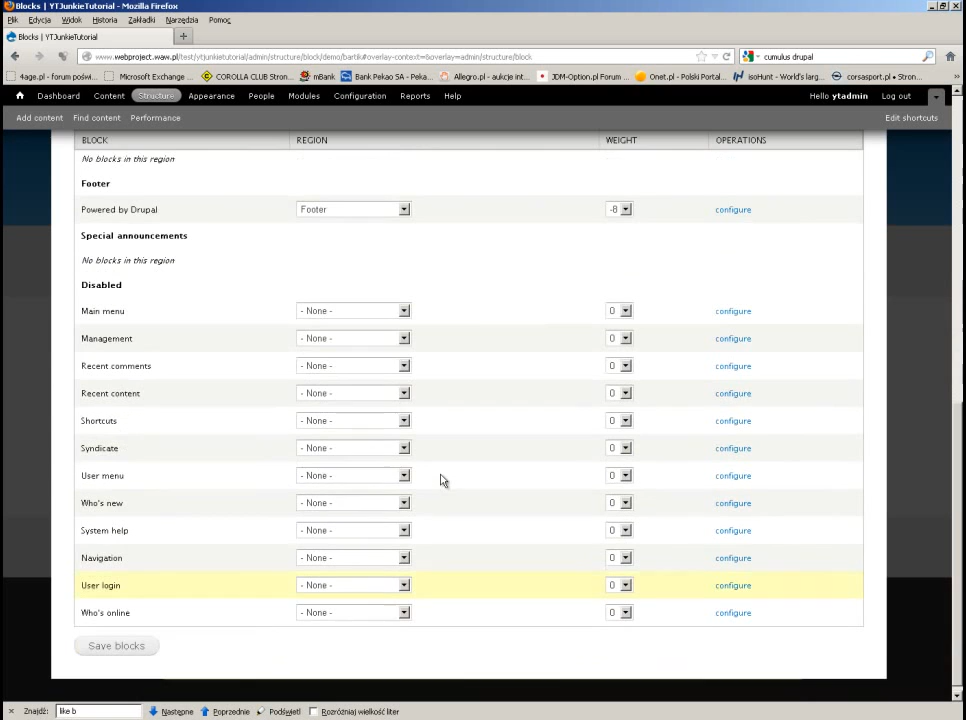 Blocks | YTJunkieTutorial - Mozilla Firefox
Plik Edycja Widok Historia Zakładki Narzędzia Pomoc
Blocks | YTJunkieTutorial
www.webproject.waw.pl/test/ytjunkietutorial/admin/structure/block/demo/bartik#overlay-context=&overlay=admin/structure/block
cumulus drupal
4age.pl - forum poświ... Microsoft Exchange ... COROLLA CLUB Stron... mBank Bank Pekao SA - Peka... Allegro.pl - aukcje int... JDM-Option.pl Forum ... Onet.pl - Polski Portal... isoHunt - World's larg... corsasport.pl • Stron...
Dashboard Content Structure Appearance People Modules Configuration Reports Help Hello ytadmin Log out
Add content Find content Performance Edit shortcuts
BLOCK REGION WEIGHT OPERATIONS
No blocks in this region
Footer
Powered by Drupal Footer -8 configure
Special announcements
No blocks in this region
Disabled
Main menu - None - 0 configure
Management - None - 0 configure
Recent comments - None - 0 configure
Recent content - None - 0 configure
Shortcuts - None - 0 configure
Syndicate - None - 0 configure
User menu - None - 0 configure
Who's new - None - 0 configure
System help - None - 0 configure
Navigation - None - 0 configure
User login - None - 0 configure
Who's online - None - 0 configure
Save blocks
Znajdź: like b Następne Poprzednie Podświetl Rozróżniaj wielkość liter